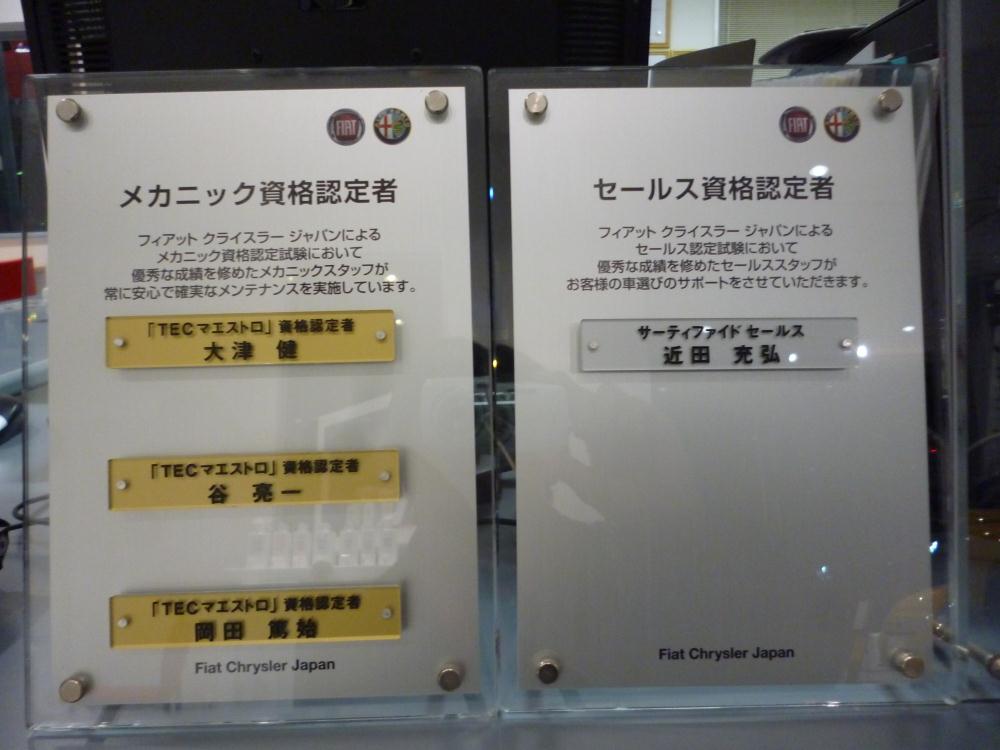 FIAT
メカニック資格認定者
フィアット クライスラー ジャパンによる
メカニック資格認定試験において
優秀な成績を修めたメカニックスタッフが
常に安心で確実なメンテナンスを実施しています。
「TECマエストロ」資格認定者
大津 健
「TECマエストロ」資格認定者
谷 亮一
「TECマエストロ」資格認定者
岡田 篤始
Fiat Chrysler Japan
FIAT
セールス資格認定者
フィアット クライスラー ジャパンによる
セールス認定試験において
優秀な成績を修めたセールススタッフが
お客様の車選びのサポートをさせていただきます。
サーティファイド セールス
近田 充弘
Fiat Chrysler Japan